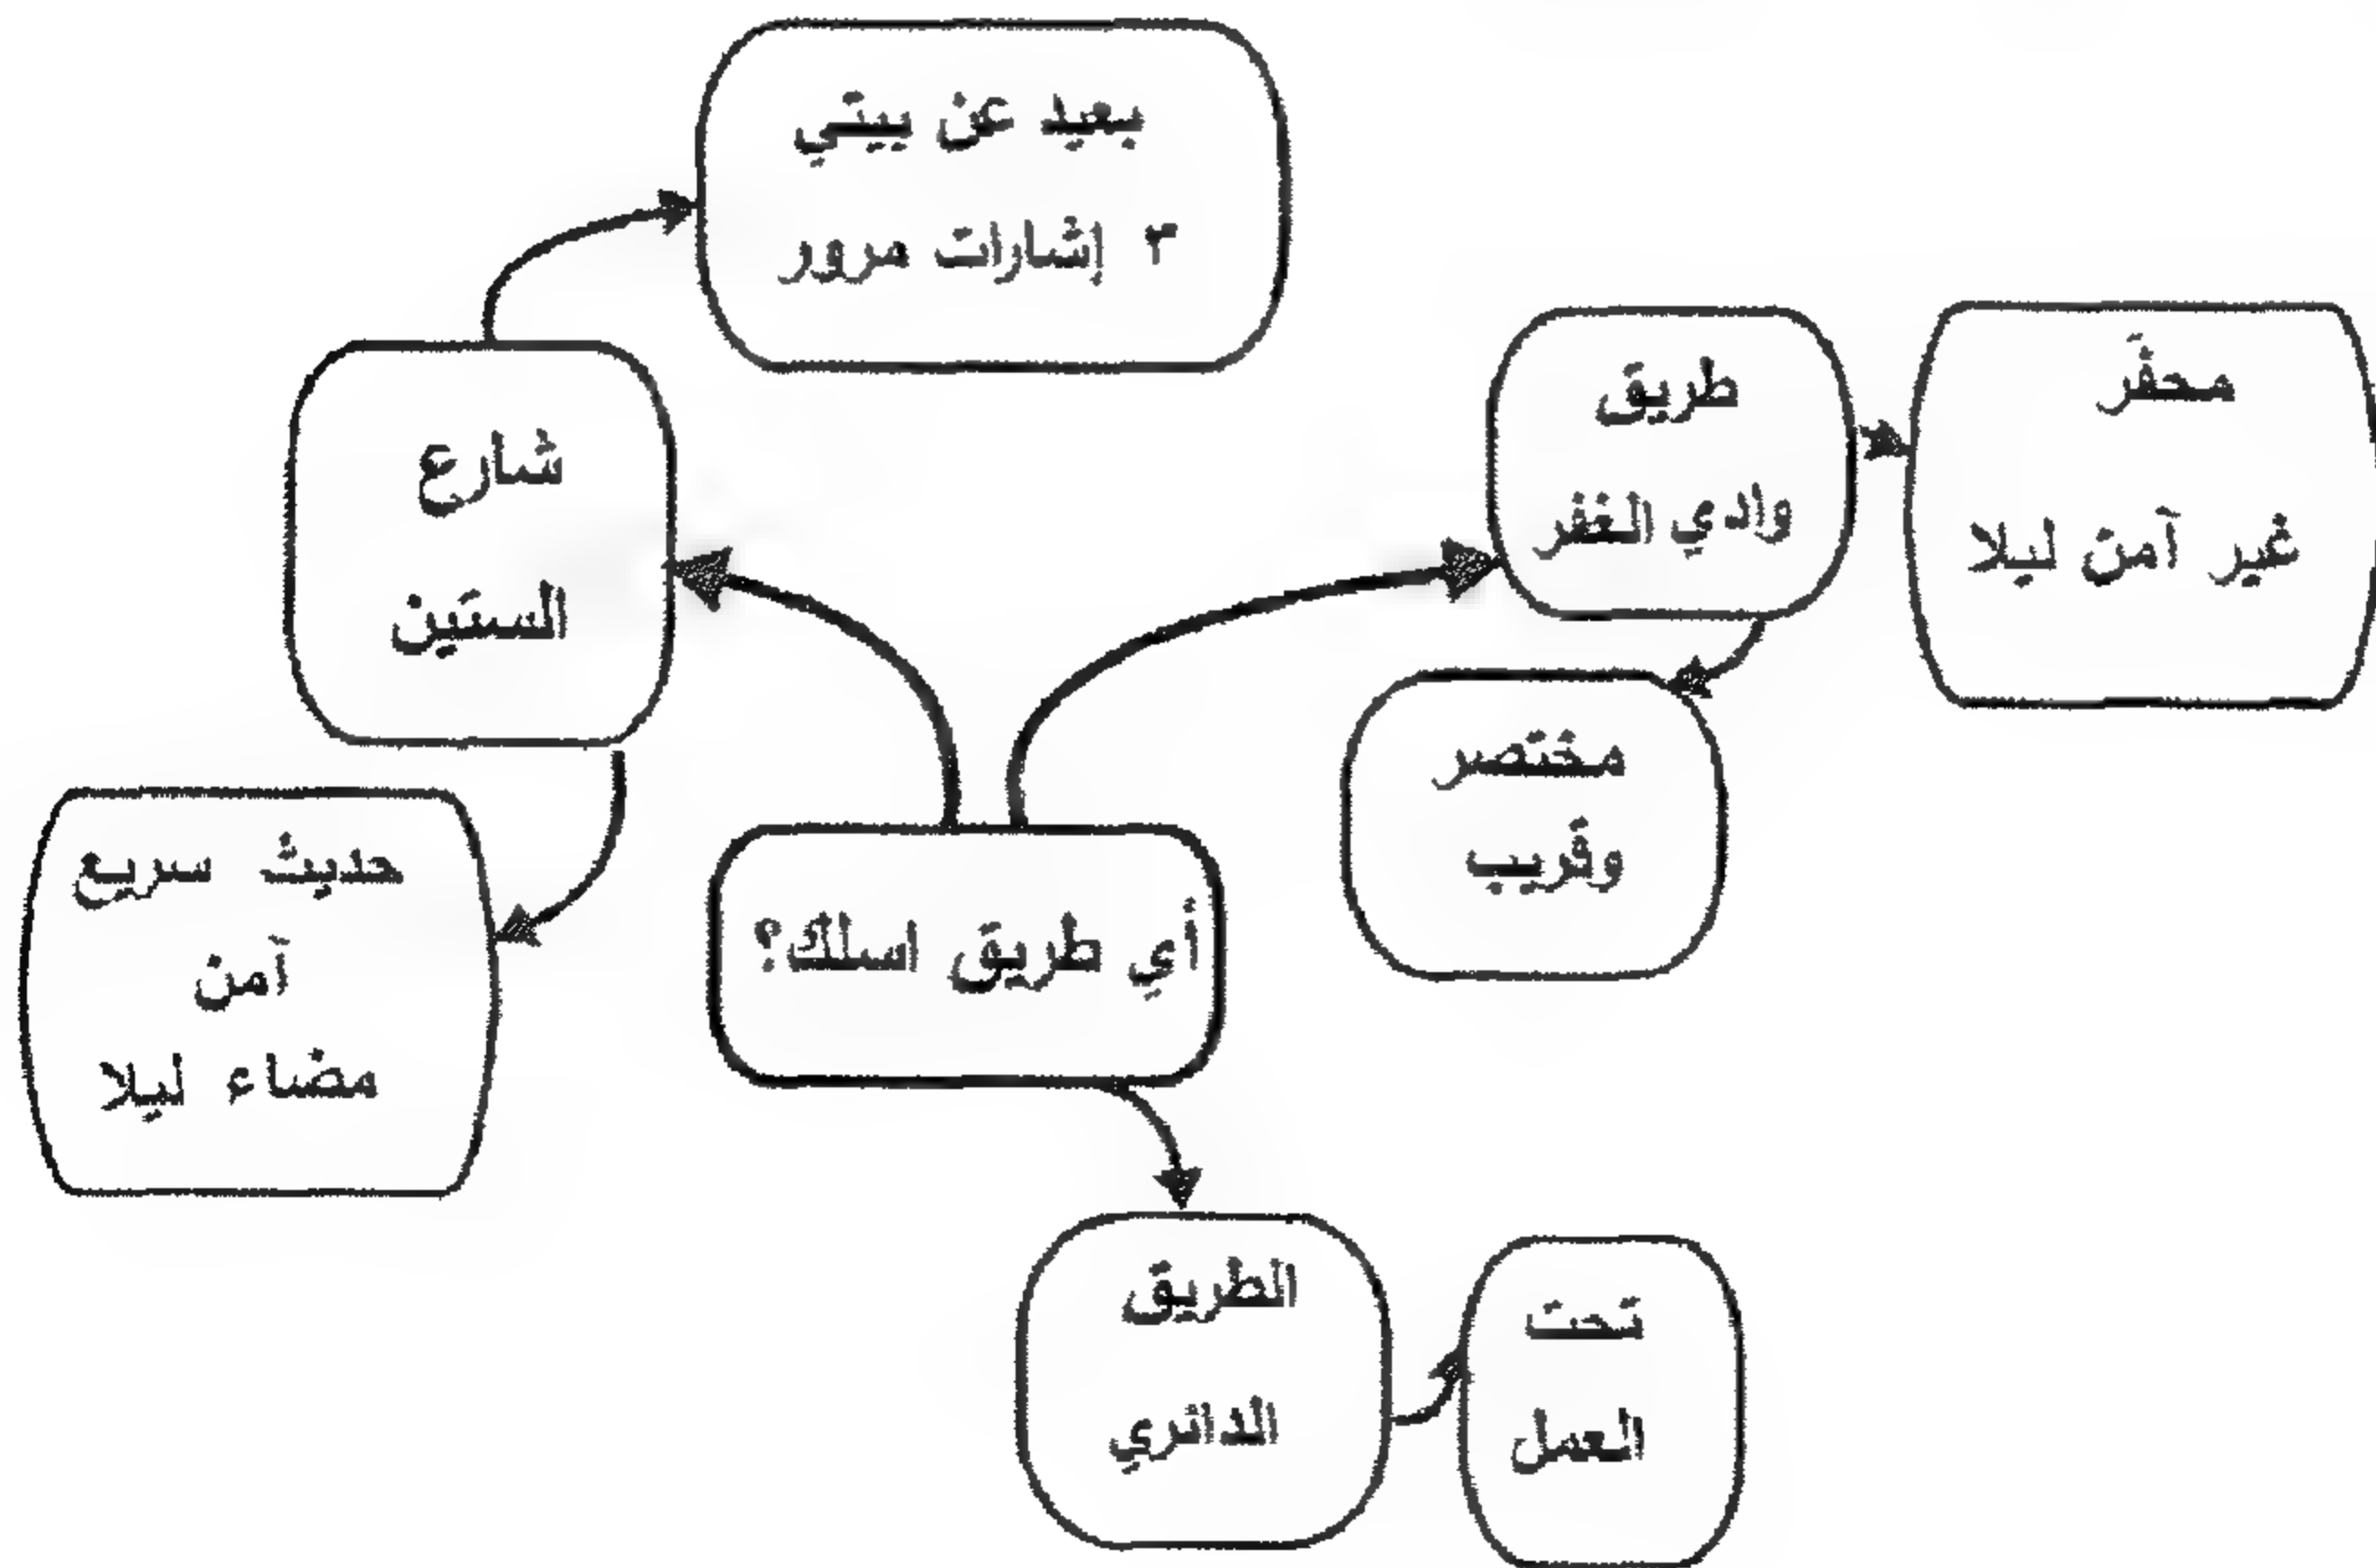 بعيد عن بيتي
٣ إشارات مرور
شارع
الستين
طريق
وادي الغفر
محفّر
غير آمن ليلا
مختصر
وقريب
حديث سريع
آمن
مضاء ليلا
أي طريق اسلك؟
الطريق
الدائري
تحت
العمل